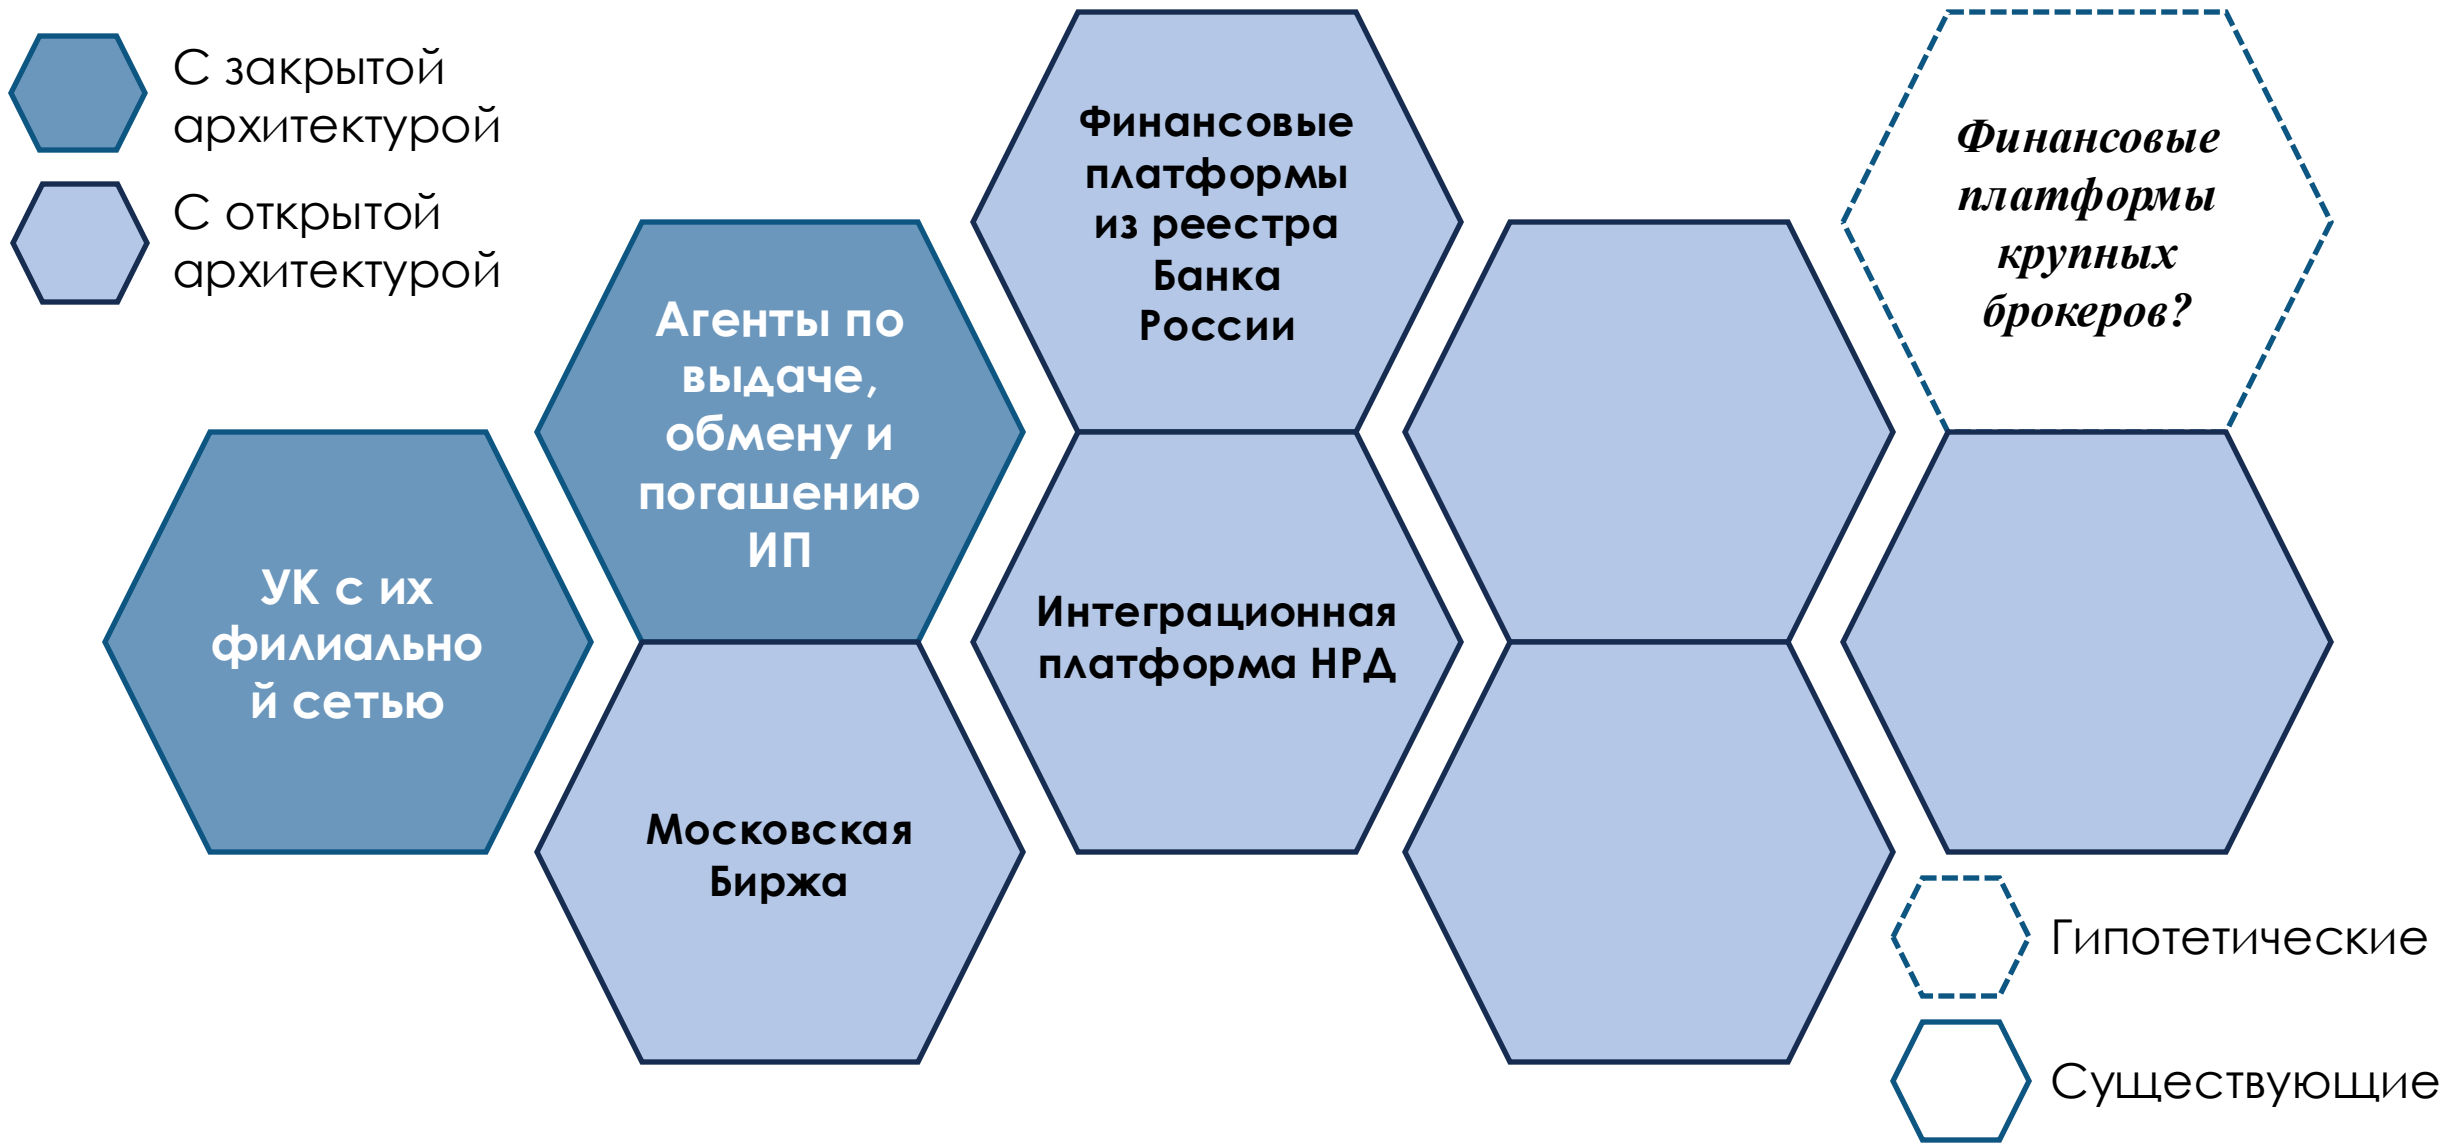 С закрытой
архитектурой
С открытой
архитектурой
УК с их
филиально
й сетью
Агенты по
выдаче,
обмену и
погашению
ИП
Московская
Биржа
Финансовые
платформы
из реестра
Банка
России
Интеграционная
платформа НРД
Финансовые
платформы
крупных
брокеров?
Гипотетические
Существующие